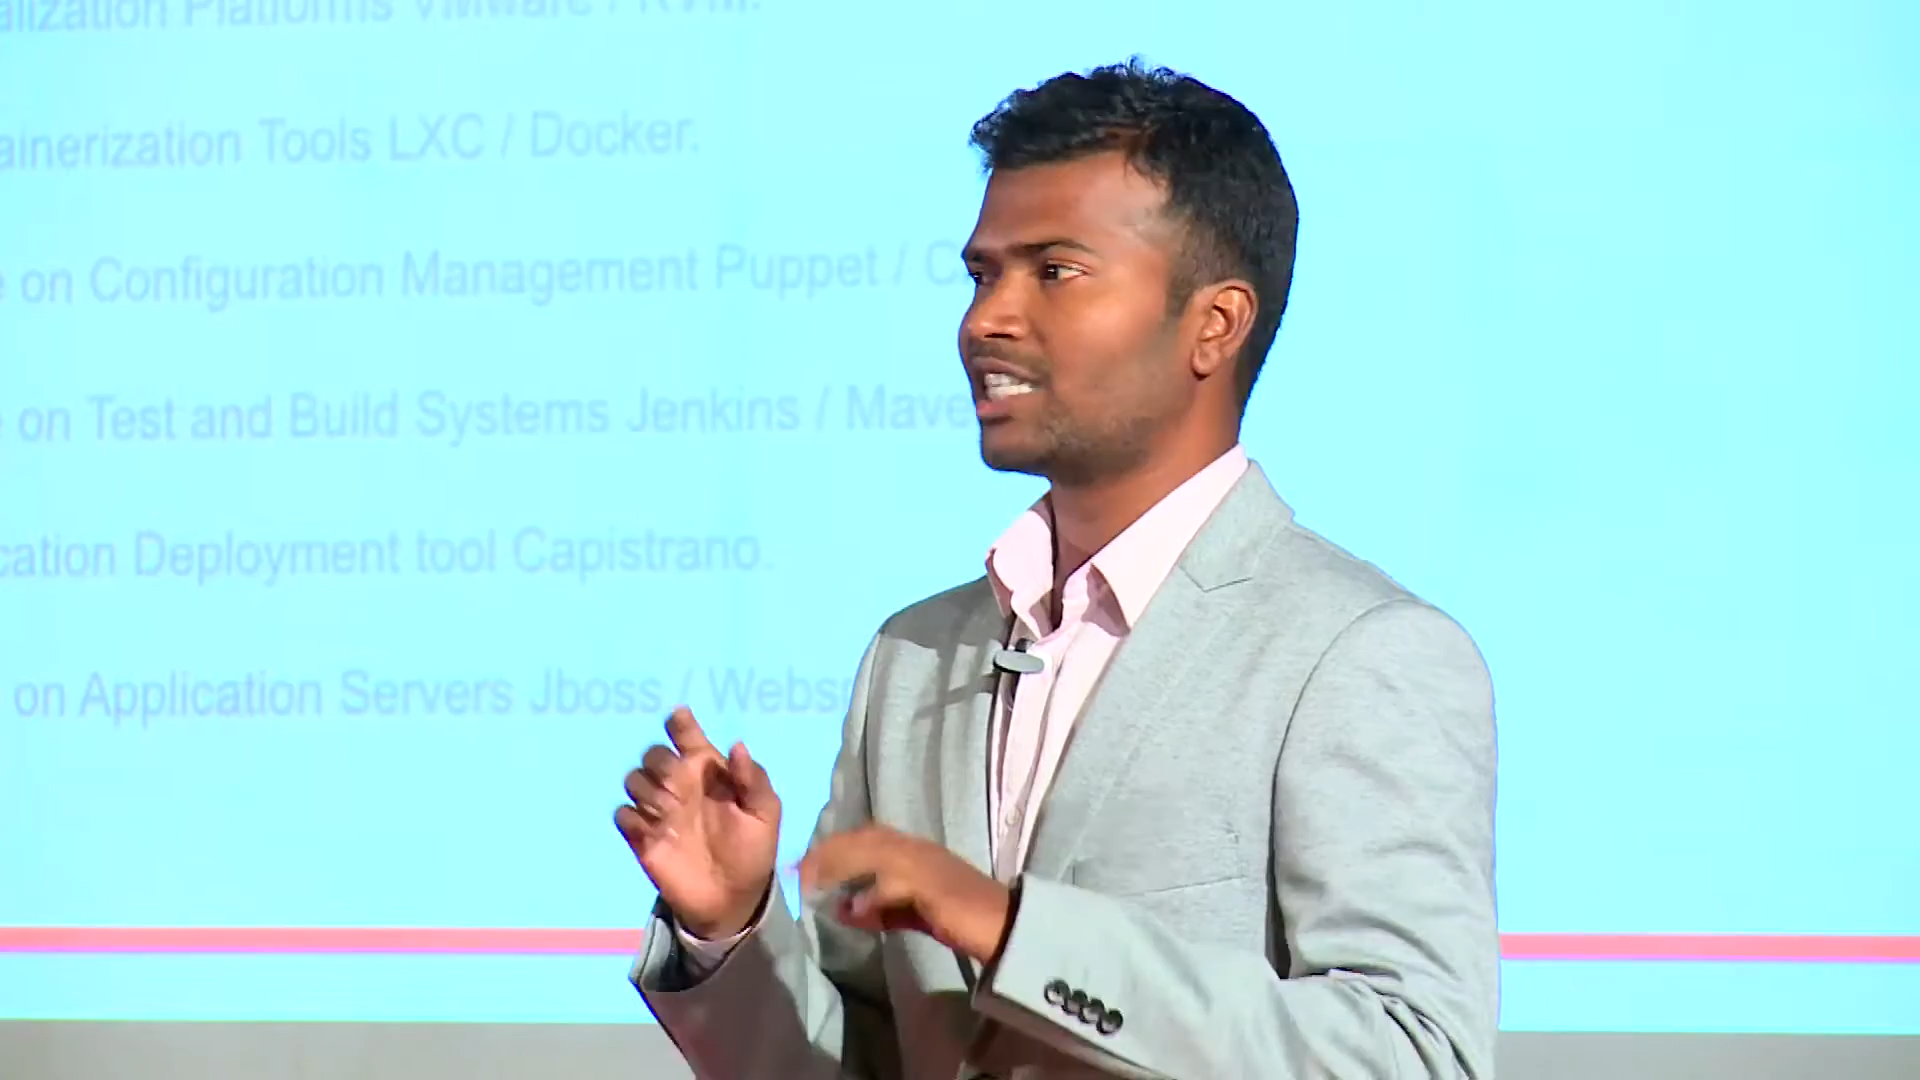 alization Platforms VMware / KVM.
ainerization Tools LXC / Docker.
e on Configuration Management Puppet / C
e on Test and Build Systems Jenkins / Mave
cation Deployment tool Capistrano.
on Application Servers Jboss / Websp